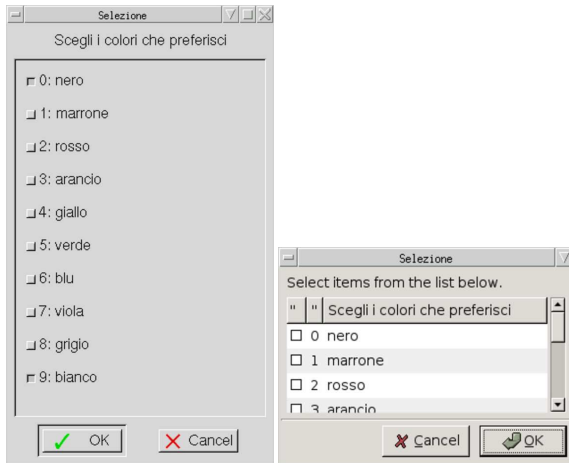 Selezione
Scegli i colori che preferisci
0: nero
1: marrone
2: rosso
3: arancio
4: giallo
5: verde
6: blu
7: viola
8: grigio
9: bianco
OK
Cancel
Selezione
Select items from the list below.
" " Scegli i colori che preferisci
0 nero
1 marrone
2 rosso
3 arancio
Cancel
OK